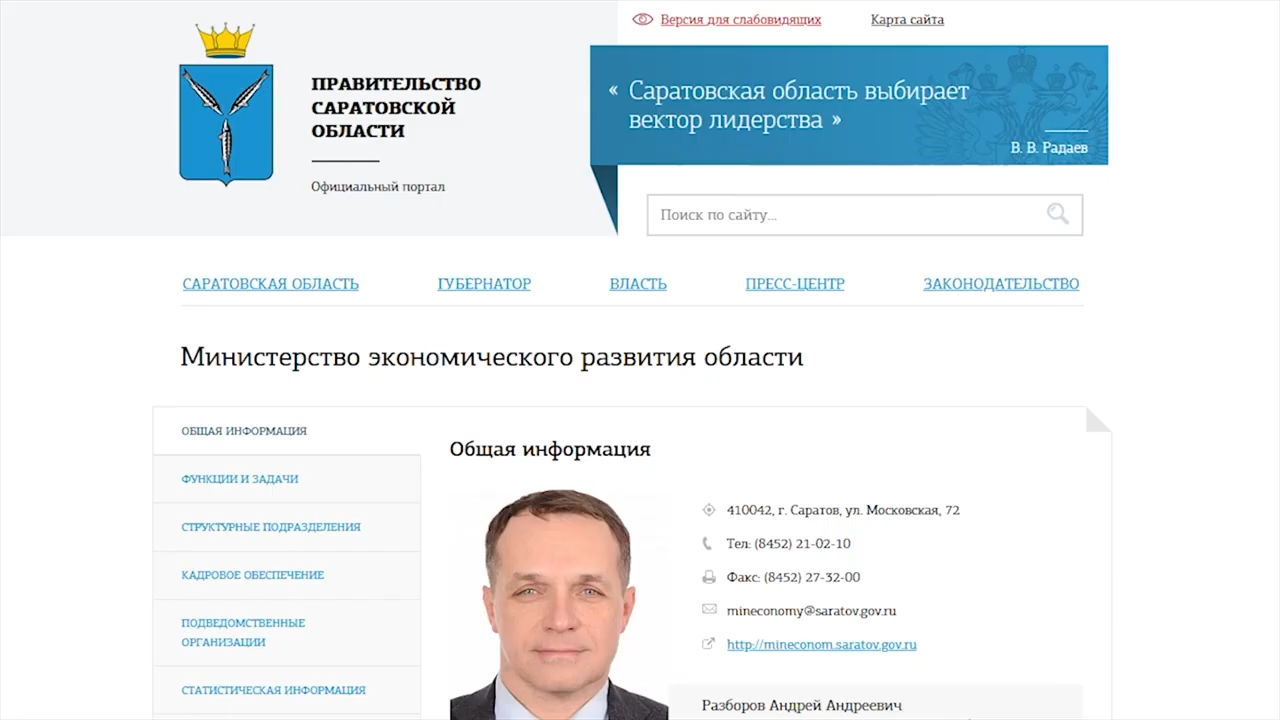 Версия для слабовидящих
Карта сайта
ПРАВИТЕЛЬСТВО
САРАТОВСКОЙ
ОБЛАСТИ
Официальный портал
« Саратовская область выбирает
вектор лидерства »
В. В. Радаев
Поиск по сайту...
САРАТОВСКАЯ ОБЛАСТЬ
ГУБЕРНАТОР
ВЛАСТЬ
ПРЕСС-ЦЕНТР
ЗАКОНОДАТЕЛЬСТВО
Министерство экономического развития области
ОБЩАЯ ИНФОРМАЦИЯ
ФУНКЦИИ И ЗАДАЧИ
СТРУКТУРНЫЕ ПОДРАЗДЕЛЕНИЯ
КАДРОВОЕ ОБЕСПЕЧЕНИЕ
ПОДВЕДОМСТВЕННЫЕ
ОРГАНИЗАЦИИ
СТАТИСТИЧЕСКАЯ ИНФОРМАЦИЯ
Общая информация
410042, г. Саратов, ул. Московская, 72
Тел: (8452) 21-02-10
Факс: (8452) 27-32-00
mineconomy@saratov.gov.ru
http://mineconom.saratov.gov.ru
Разборов Андрей Андреевич